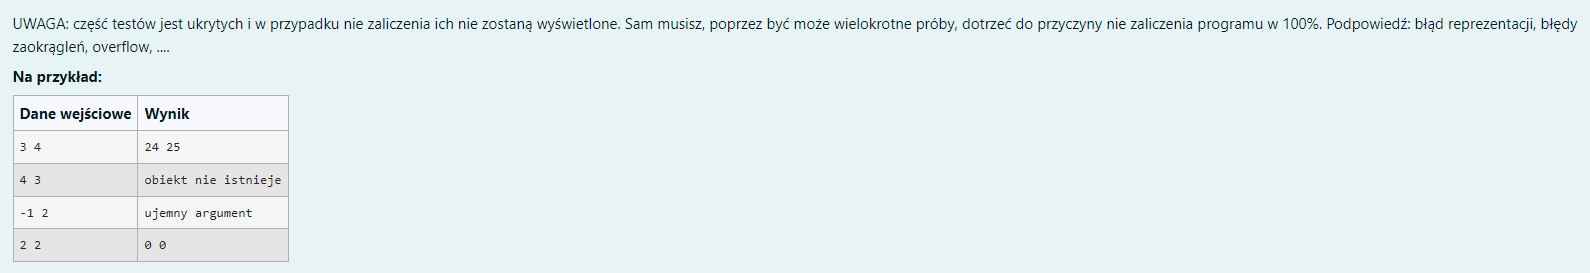 UWAGA: część testów jest ukrytych i w przypadku nie zaliczenia ich nie zostaną wyświetlone. Sam musisz, poprzez być może wielokrotne próby, dotrzeć do przyczyny nie zaliczenia programu w 100%. Podpowiedź: błąd reprezentacji, błędy
zaokrągleń, overflow, ....
Na przykład:
Dane wejściowe Wynik
3 4 24 25
4 3 obiekt nie istnieje
-1 2 ujemny argument
2 2 0 0